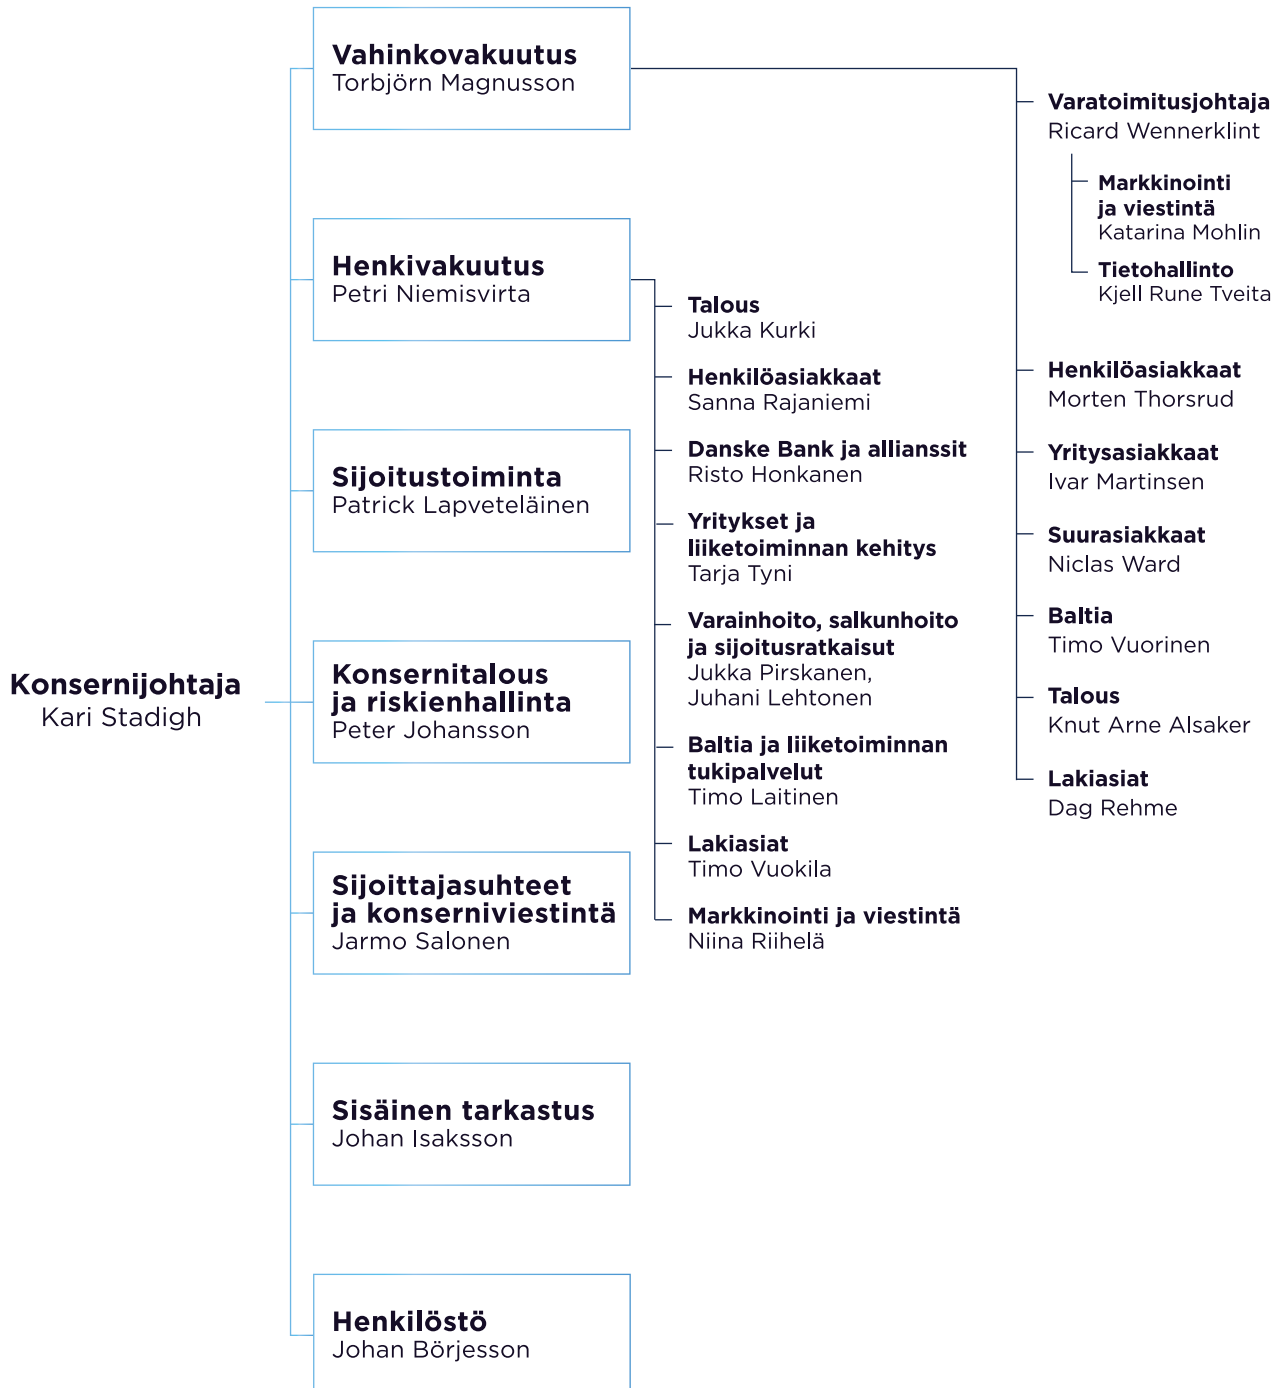 Konsernijohtaja
Kari Stadigh
Vahinkovakuutus
Torbjörn Magnusson
Henkivakuutus
Petri Niemisvirta
Sijoitustoiminta
Patrick Lapveteläinen
Konsernitalous
ja riskienhallinta
Peter Johansson
Sijoittajasuhteet
ja konserniviestintä
Jarmo Salonen
Sisäinen tarkastus
Johan Isaksson
Henkilöstö
Johan Börjesson
Talous
Jukka Kurki
Henkilöasiakkaat
Sanna Rajaniemi
Danske Bank ja allianssit
Risto Honkanen
Yritykset ja
liiketoiminnan kehitys
Tarja Tyni
Varainhoito, salkunhoito
ja sijoitusratkaisut
Jukka Pirskanen,
Juhani Lehtonen
Baltia ja liiketoiminnan
tukipalvelut
Timo Laitinen
Lakiasiat
Timo Vuokila
Markkinointi ja viestintä
Niina Riihelä
Varatoimitusjohtaja
Ricard Wennerklint
Markkinointi
ja viestintä
Katarina Mohlin
Tietohallinto
Kjell Rune Tveita
Henkilöasiakkaat
Morten Thorsrud
Yritysasiakkaat
Ivar Martinsen
Suurasiakkaat
Niclas Ward
Baltia
Timo Vuorinen
Talous
Knut Arne Alsaker
Lakiasiat
Dag Rehme